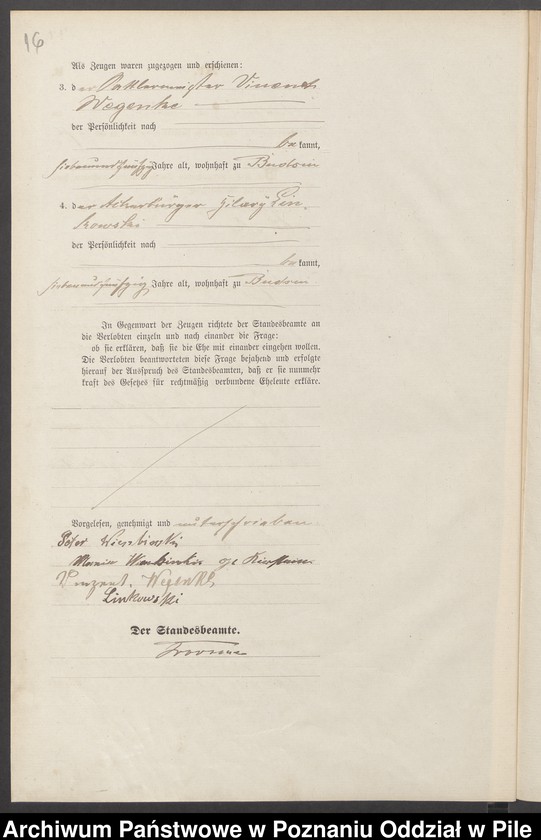 16
Als Zeugen waren zugezogen und erschienen:
3. der Sattlermeister Vincent
Wegenke
der Persönlichkeit nach
bekannt,
siebenundfünfzig Jahre alt, wohnhaft zu Budsin
4. der Ackerbürger Hilary Lin-
kowski
der Persönlichkeit nach
bekannt,
Jahre alt, wohnhaft zu Budsin
In Gegenwart der Zeugen richtete der Standesbeamte an
die Verlobten einzeln und nach einander die Frage:
ob sie erklären, daß sie die Ehe mit einander eingehen wollen.
Die Verlobten beantworteten diese Frage bejahend und erfolgte
hierauf der Ausspruch des Standesbeamten, daß er sie nunmehr
kraft des Gesetzes für rechtmäßig verbundene Eheleute erkläre.
Vorgelesen, genehmigt und unterschrieben
Peter
Vinzent. Wegenke
Linkowski
Der Standesbeamte.
Archiwum Państwowe w Poznaniu Oddział w Pile